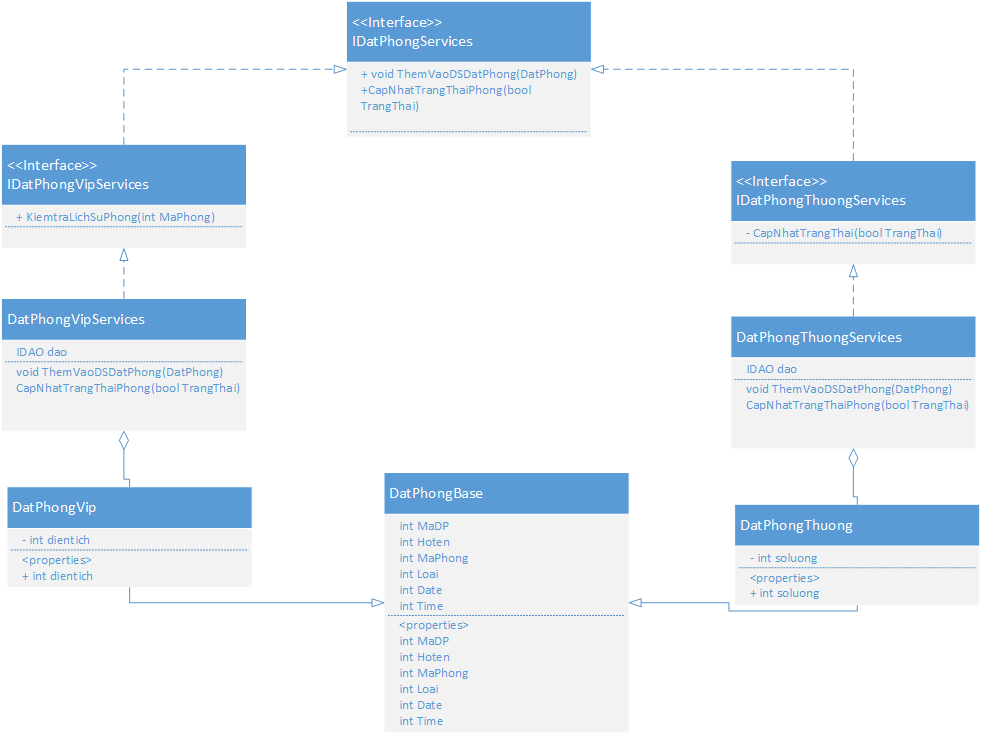 <<Interface>>
IDatPhongServices
+ void ThemVaoDSDatPhong(DatPhong)
+CapNhatTrangThaiPhong(bool
TrangThai)
<<Interface>>
IDatPhongVipServices
+ KiemtraLichSuPhong(int MaPhong)
<<Interface>>
IDatPhongThuongServices
- CapNhatTrangThai(bool TrangThai)
DatPhongVipServices
IDAO dao
void ThemVaoDSDatPhong(DatPhong)
CapNhatTrangThaiPhong(bool TrangThai)
DatPhongThuongServices
IDAO dao
void ThemVaoDSDatPhong(DatPhong)
CapNhatTrangThaiPhong(bool TrangThai)
DatPhongVip
- int dientich
<properties>
+ int dientich
DatPhongBase
int MaDP
int Hoten
int MaPhong
int Loai
int Date
int Time
<properties>
int MaDP
int Hoten
int MaPhong
int Loai
int Date
int Time
DatPhongThuong
- int soluong
<properties>
+ int soluong